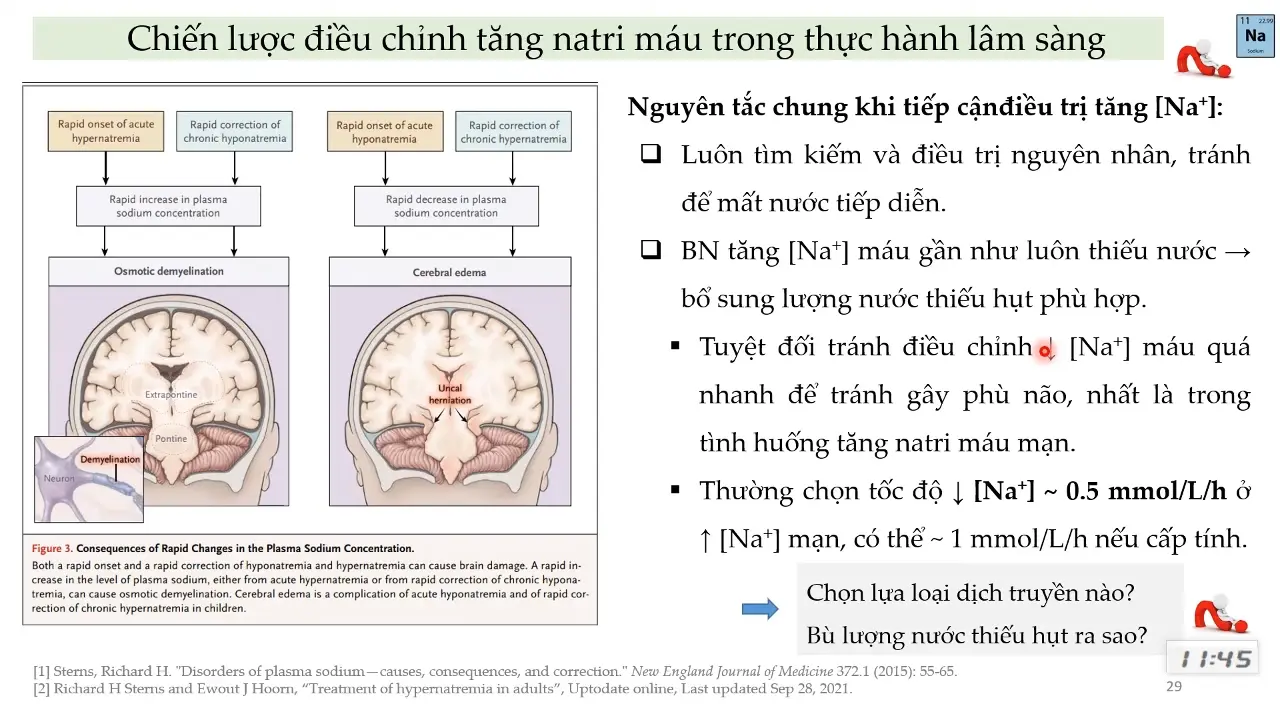 Chiến lược điều chỉnh tăng natri máu trong thực hành lâm sàng
11 22.99
Na
Sodium
Rapid onset of acute
hypernatremia
Rapid correction of
chronic hyponatremia
Rapid increase in plasma
sodium concentration
Osmotic demyelination
Extrapontine
Pontine
Demyelination
Neuron
Rapid onset of acute
hyponatremia
Rapid correction of
chronic hypernatremia
Rapid decrease in plasma
sodium concentration
Cerebral edema
Uncal
herniation
Figure 3. Consequences of Rapid Changes in the Plasma Sodium Concentration.
Both a rapid onset and a rapid correction of hyponatremia and hypernatremia can cause brain damage. A rapid in-
crease in the level of plasma sodium, either from acute hypernatremia or from rapid correction of chronic hypona-
tremia, can cause osmotic demyelination. Cerebral edema is a complication of acute hyponatremia and of rapid cor-
rection of chronic hypernatremia in children.
Nguyên tắc chung khi tiếp cậnđiều trị tăng [Na⁺]:
❑ Luôn tìm kiếm và điều trị nguyên nhân, tránh
để mất nước tiếp diễn.
❑ BN tăng [Na⁺] máu gần như luôn thiếu nước →
bổ sung lượng nước thiếu hụt phù hợp.
▪ Tuyệt đối tránh điều chỉnh ↓ [Na⁺] máu quá
nhanh để tránh gây phù não, nhất là trong
tình huống tăng natri máu mạn.
▪ Thường chọn tốc độ ↓ [Na⁺] ~ 0.5 mmol/L/h ở
↑ [Na⁺] mạn, có thể ~ 1 mmol/L/h nếu cấp tính.
Chọn lựa loại dịch truyền nào?
Bù lượng nước thiếu hụt ra sao?
11:45
[1] Sterns, Richard H. "Disorders of plasma sodium—causes, consequences, and correction." New England Journal of Medicine 372.1 (2015): 55-65.
[2] Richard H Sterns and Ewout J Hoorn, “Treatment of hypernatremia in adults”, Uptodate online, Last updated Sep 28, 2021.
29